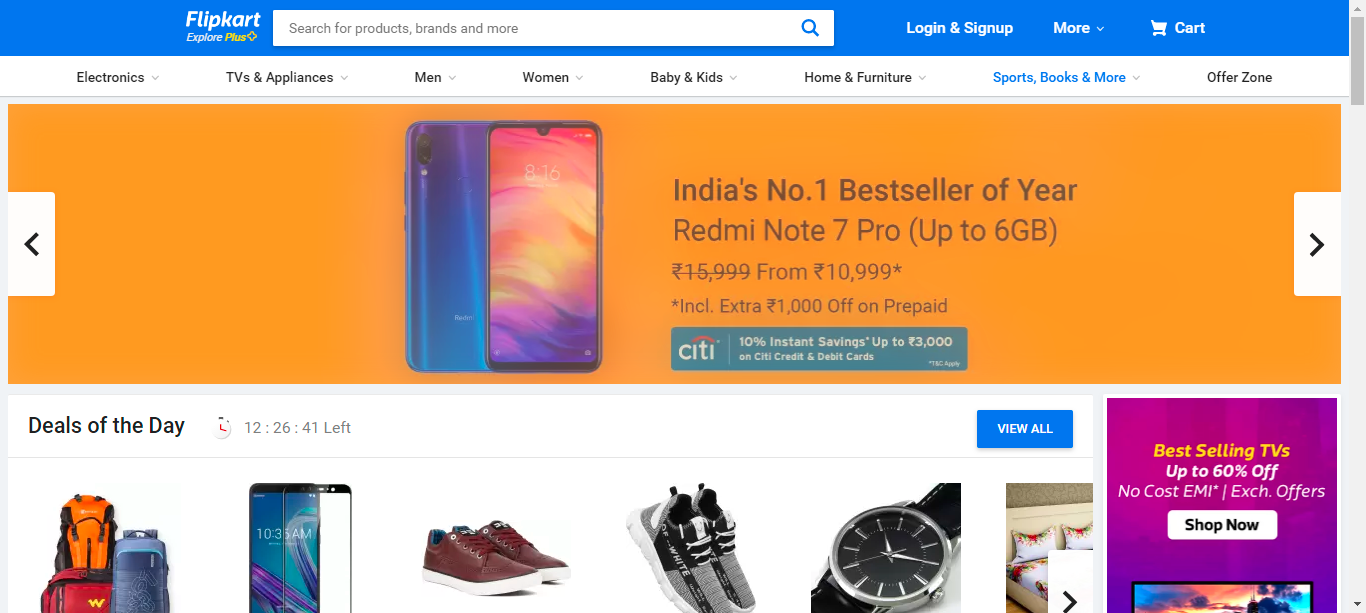 Flipkart
Explore Plus
Search for products, brands and more
Login & Signup
More
Cart
Electronics
TVs & Appliances
Men
Women
Baby & Kids
Home & Furniture
Sports, Books & More
Offer Zone
8:16
Redmi
India's No.1 Bestseller of Year
Redmi Note 7 Pro (Up to 6GB)
₹15,999 From ₹10,999*
*Incl. Extra ₹1,000 Off on Prepaid
citi
10% Instant Savings* Up to ₹3,000
on Citi Credit & Debit Cards
*T&C Apply
Deals of the Day
12 : 26 : 41 Left
VIEW ALL
Best Selling TVs
Up to 60% Off
No Cost EMI* | Exch. Offers
Shop Now
10:35 AM
WHITE